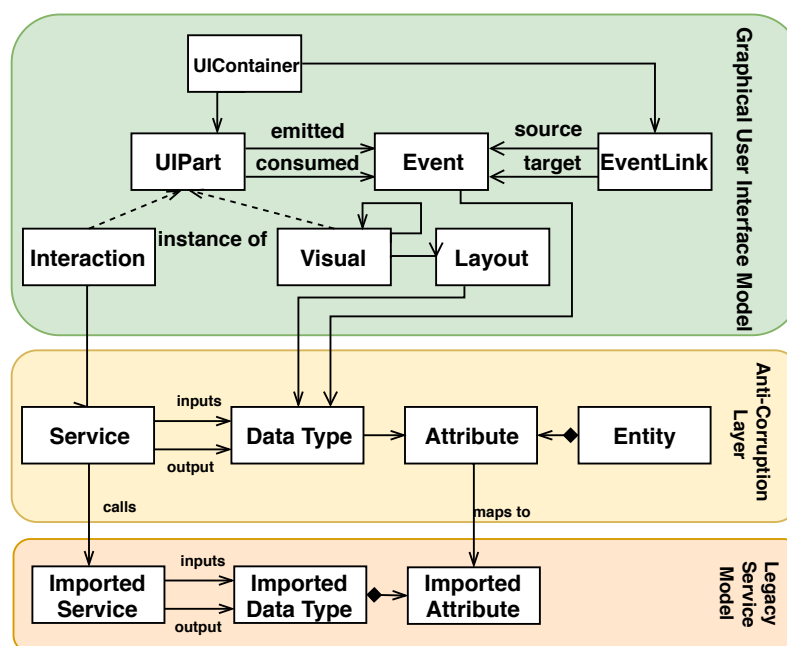 UIContainer
emitted
source
UIPart
consumed
Event
target
EventLink
instance of
Interaction
Visual
Layout
Graphical User Interface Model
inputs
Service
Data Type
Attribute
Entity
output
Anti-Corruption
Layer
calls
maps to
inputs
Imported
Service
Imported
Data Type
Imported
Attribute
output
Legacy
Service
Model